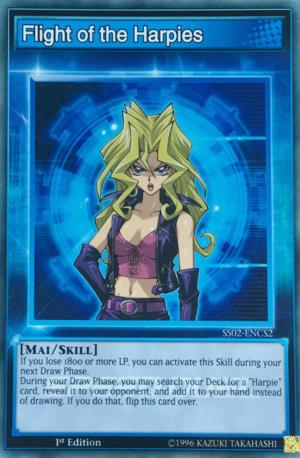 Flight of the Harpies
SS02-ENCS2
[MAI/SKILL]
If you lose 1800 or more LP, you can activate this Skill during your
next Draw Phase.
During your Draw Phase, you may search your Deck for a "Harpie"
card, reveal it to your opponent, and add it to your hand instead
of drawing. If you do that, flip this card over.
1st Edition
©1996 KAZUKI TAKAHASHI